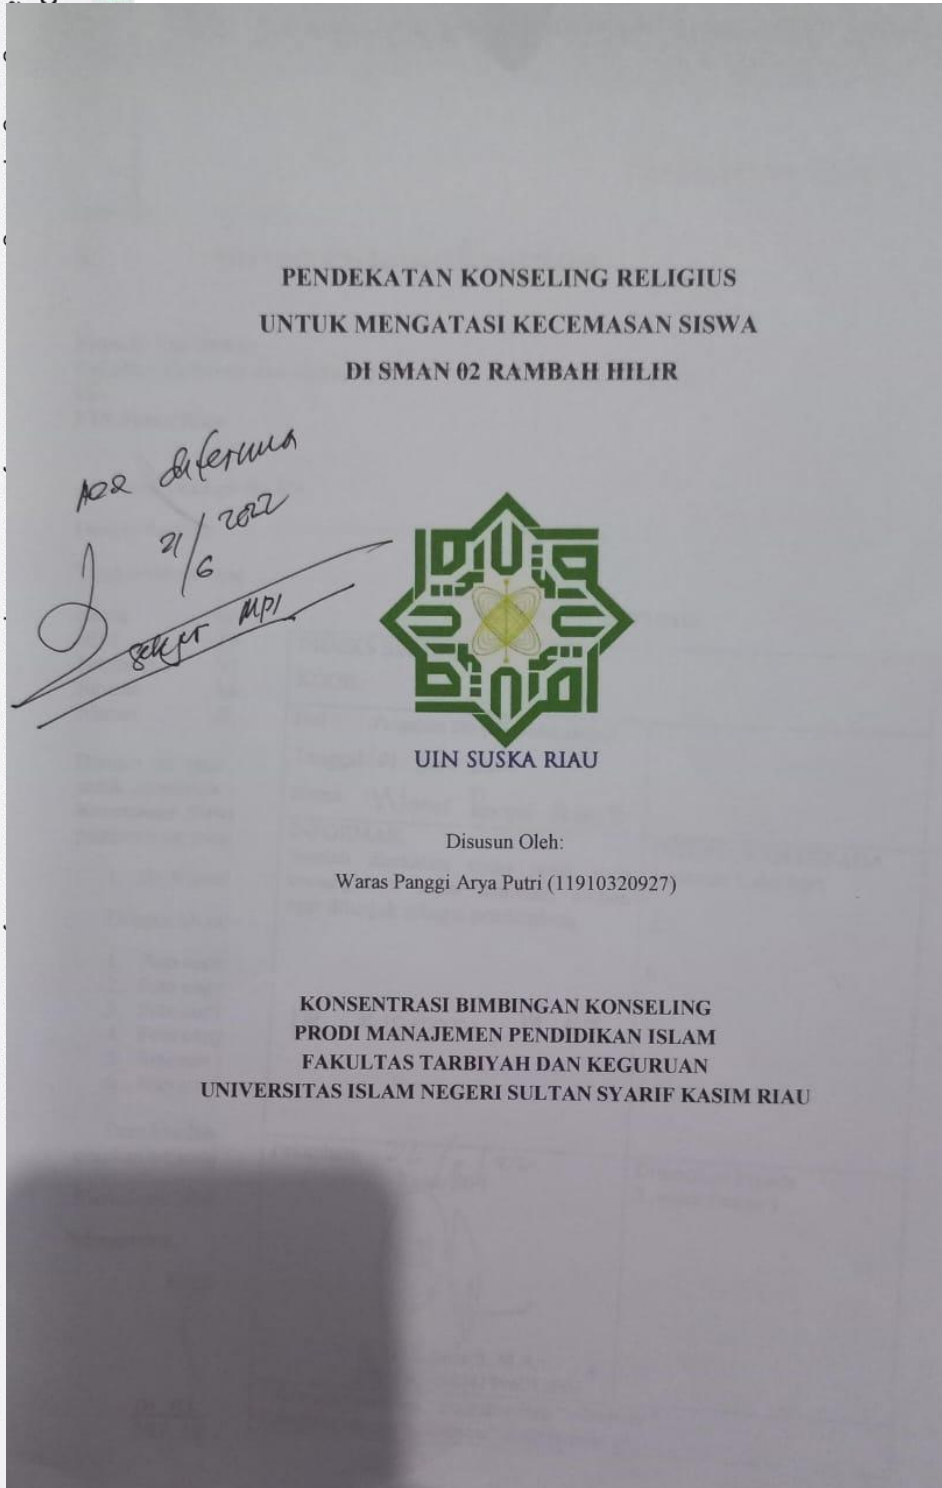 PENDEKATAN KONSELING RELIGIUS
UNTUK MENGATASI KECEMASAN SISWA
DI SMAN 02 RAMBAH HILIR
Acc diterima
21/6 2022
MPI
UIN SUSKA RIAU
Disusun Oleh:
Waras Panggi Arya Putri (11910320927)
KONSENTRASI BIMBINGAN KONSELING
PRODI MANAJEMEN PENDIDIKAN ISLAM
FAKULTAS TARBIYAH DAN KEGURUAN
UNIVERSITAS ISLAM NEGERI SULTAN SYARIF KASIM RIAU